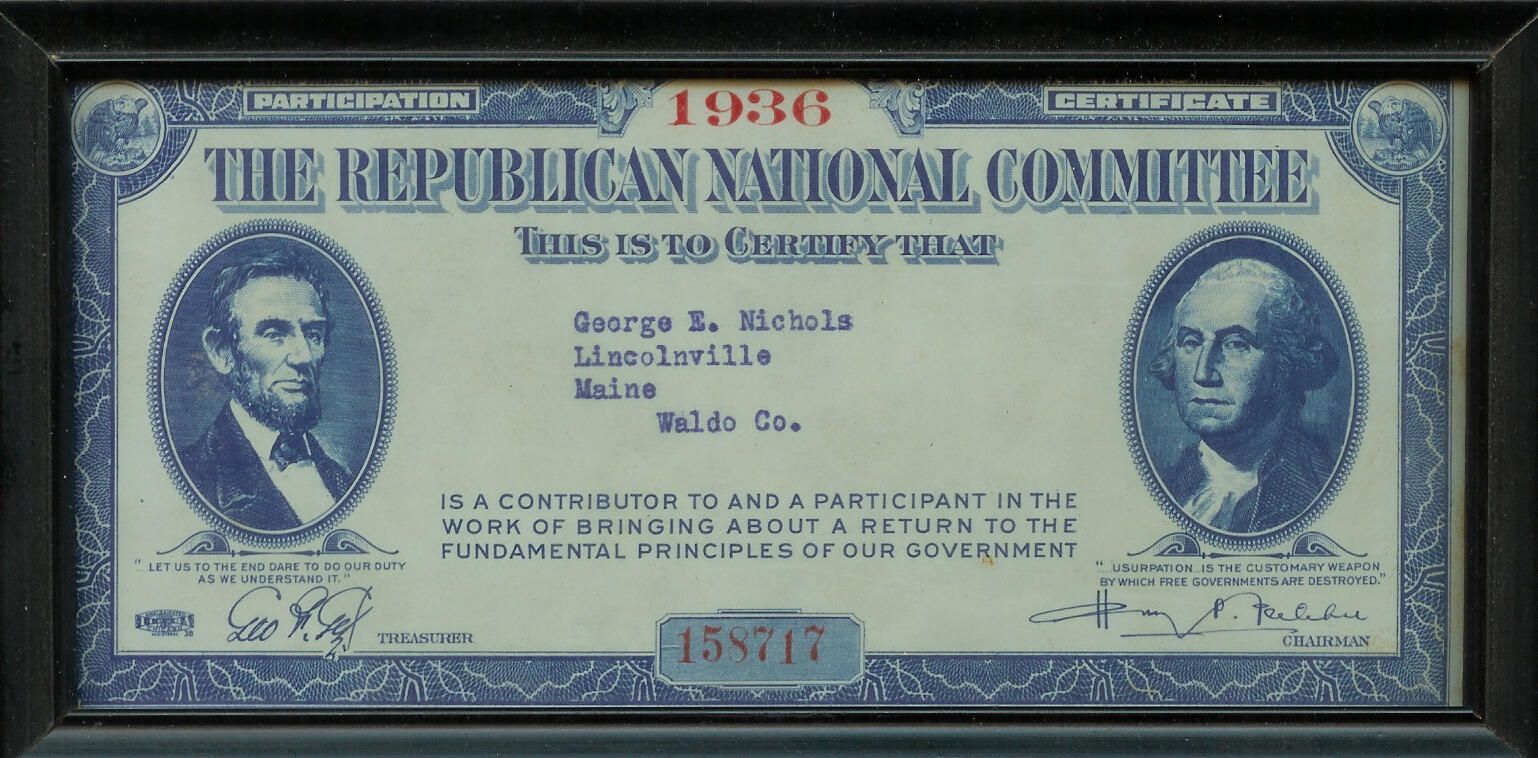 PARTICIPATION
1936
CERTIFICATE
THE REPUBLICAN NATIONAL COMMITTEE
THIS IS TO CERTIFY THAT
George E. Nichols
Lincolnville
Maine
Waldo Co.
IS A CONTRIBUTOR TO AND A PARTICIPANT IN THE
WORK OF BRINGING ABOUT A RETURN TO THE
FUNDAMENTAL PRINCIPLES OF OUR GOVERNMENT
"LET US TO THE END DARE TO DO OUR DUTY
AS WE UNDERSTAND IT."
"...USURPATION...IS THE CUSTOMARY WEAPON
BY WHICH FREE GOVERNMENTS ARE DESTROYED."
38
Geo
TREASURER
158717
CHAIRMAN